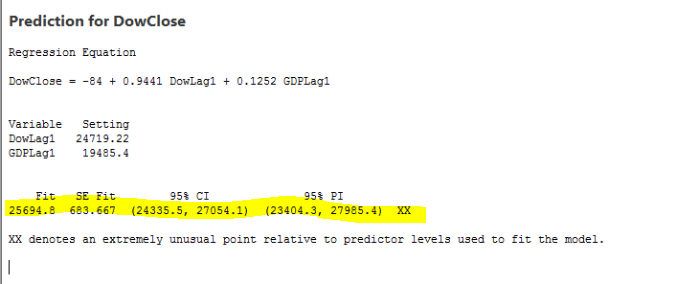 Prediction for DowClose
Regression Equation
DowClose = -84 + 0.9441 DowLag1 + 0.1252 GDPLag1
Variable Setting
DowLag1 24719.22
GDPLag1 19485.4
Fit SE Fit 95% CI 95% PI
25694.8 683.667 (24335.5, 27054.1) (23404.3, 27985.4) XX
XX denotes an extremely unusual point relative to predictor levels used to fit the model.